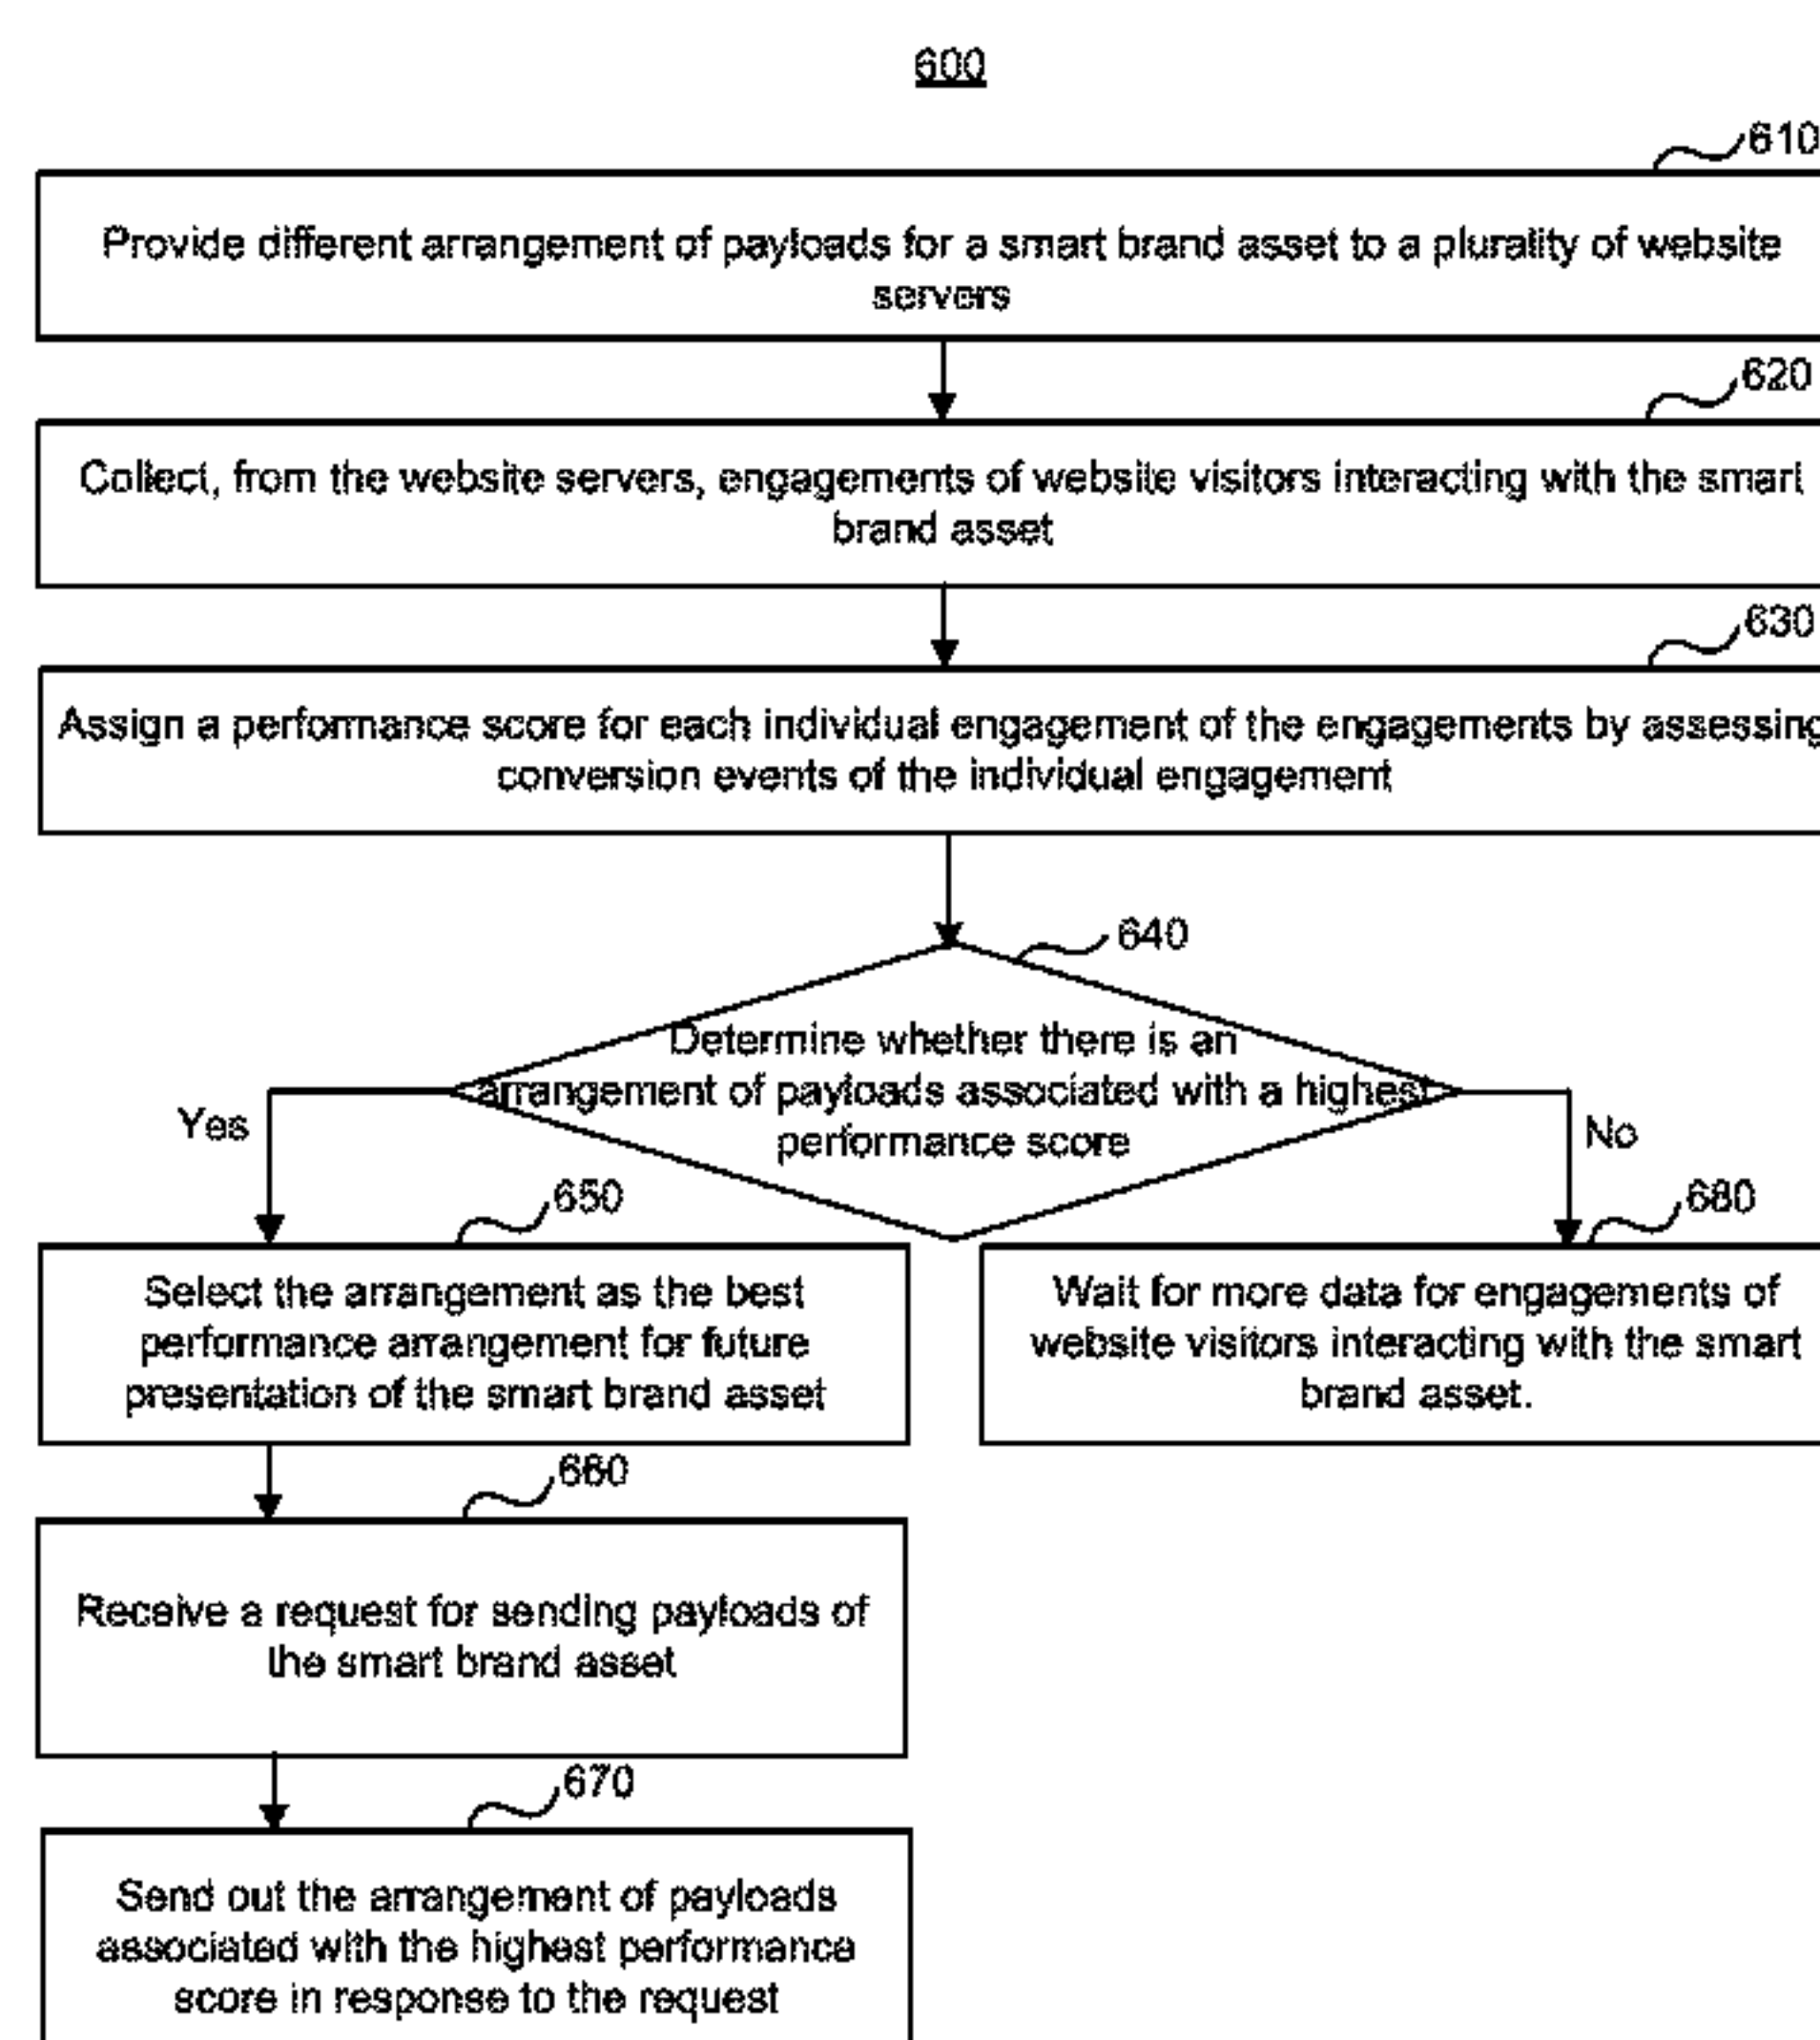 600
610
Provide different arrangement of payloads for a smart brand asset to a plurality of website
servers
620
Collect, from the website servers, engagements of website visitors interacting with the smart
brand asset
630
Assign a performance score for each individual engagement of the engagements by assessing
conversion events of the individual engagement
640
Determine whether there is an
arrangement of payloads associated with a highest
performance score
Yes
No
650
680
Select the arrangement as the best
performance arrangement for future
presentation of the smart brand asset
Wait for more data for engagements of
website visitors interacting with the smart
brand asset.
660
Receive a request for sending payloads of
the smart brand asset
670
Send out the arrangement of payloads
associated with the highest performance
score in response to the request